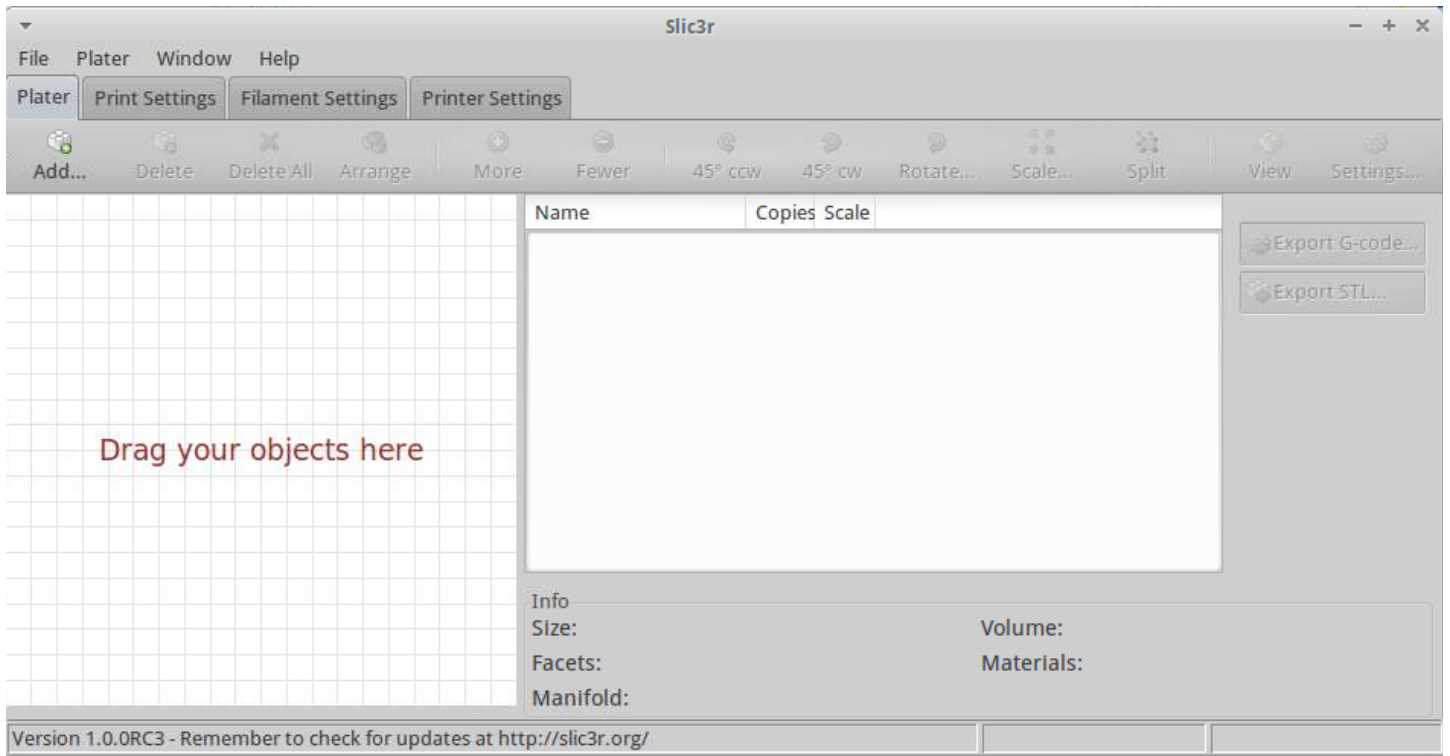 Slic3r
File Plater Window Help
Plater Print Settings Filament Settings Printer Settings
Add... Delete Delete All Arrange More Fewer 45° ccw 45° cw Rotate... Scale... Split View Settings...
Name Copies Scale
Export G-code...
Export STL...
Drag your objects here
Info
Size: Volume:
Facets: Materials:
Manifold:
Version 1.0.0RC3 - Remember to check for updates at http://slic3r.org/